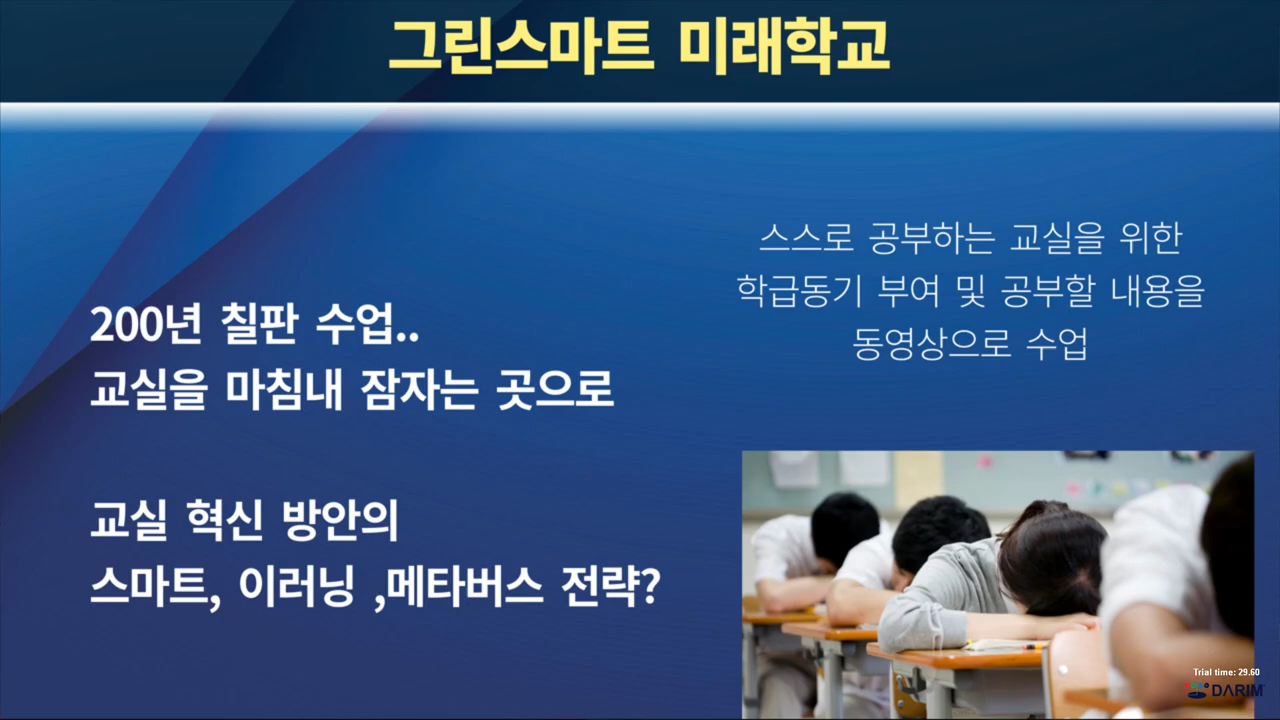 그린스마트 미래학교
200년 칠판 수업..
교실을 마침내 잠자는 곳으로
교실 혁신 방안의
스마트, 이러닝 ,메타버스 전략?
스스로 공부하는 교실을 위한
학급동기 부여 및 공부할 내용을
동영상으로 수업
Trial time: 29.60
DARIM